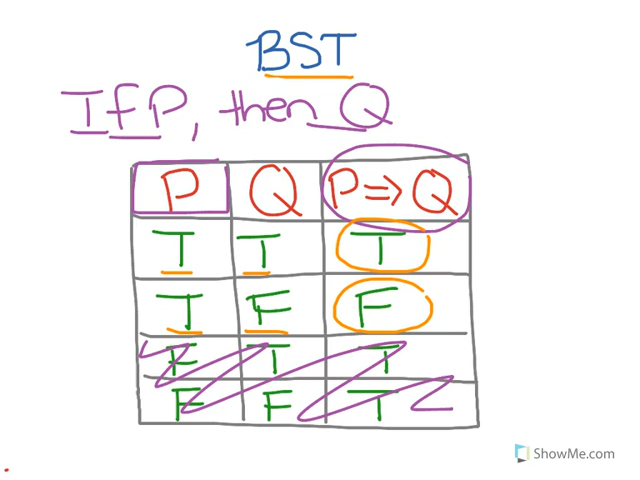 BST
If P, then Q
P Q P⇒Q
T T T
T F F
F T T
F F T
ShowMe.com